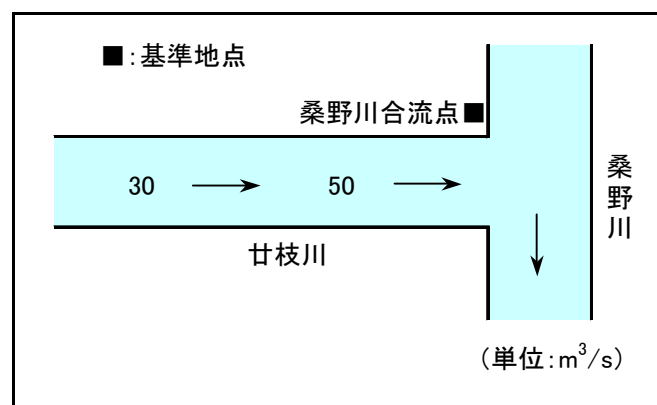 ■：基準地点
桑野川合流点■
30 → 50 →
桑野川
廿枝川
（単位：m³/s）